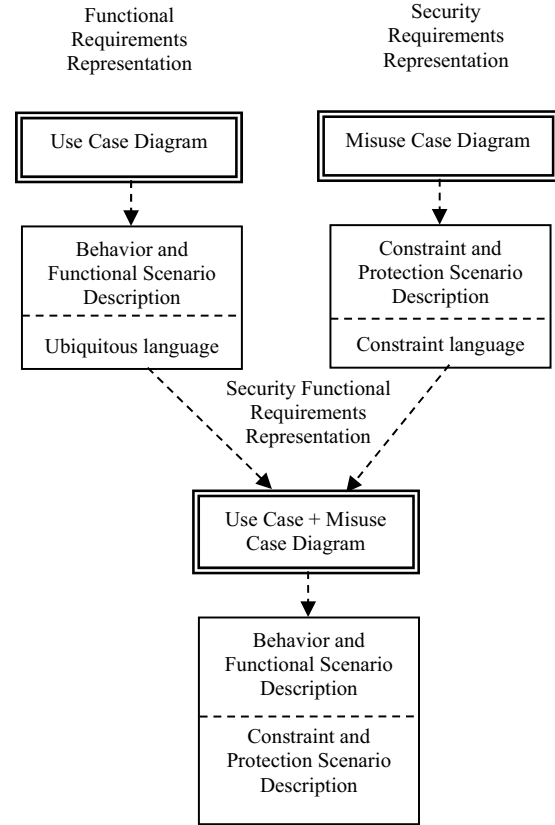 Functional
Requirements
Representation
Security
Requirements
Representation
Use Case Diagram
Misuse Case Diagram
Behavior and
Functional Scenario
Description
Ubiquitous language
Constraint and
Protection Scenario
Description
Constraint language
Security Functional
Requirements
Representation
Use Case + Misuse
Case Diagram
Behavior and
Functional Scenario
Description
Constraint and
Protection Scenario
Description